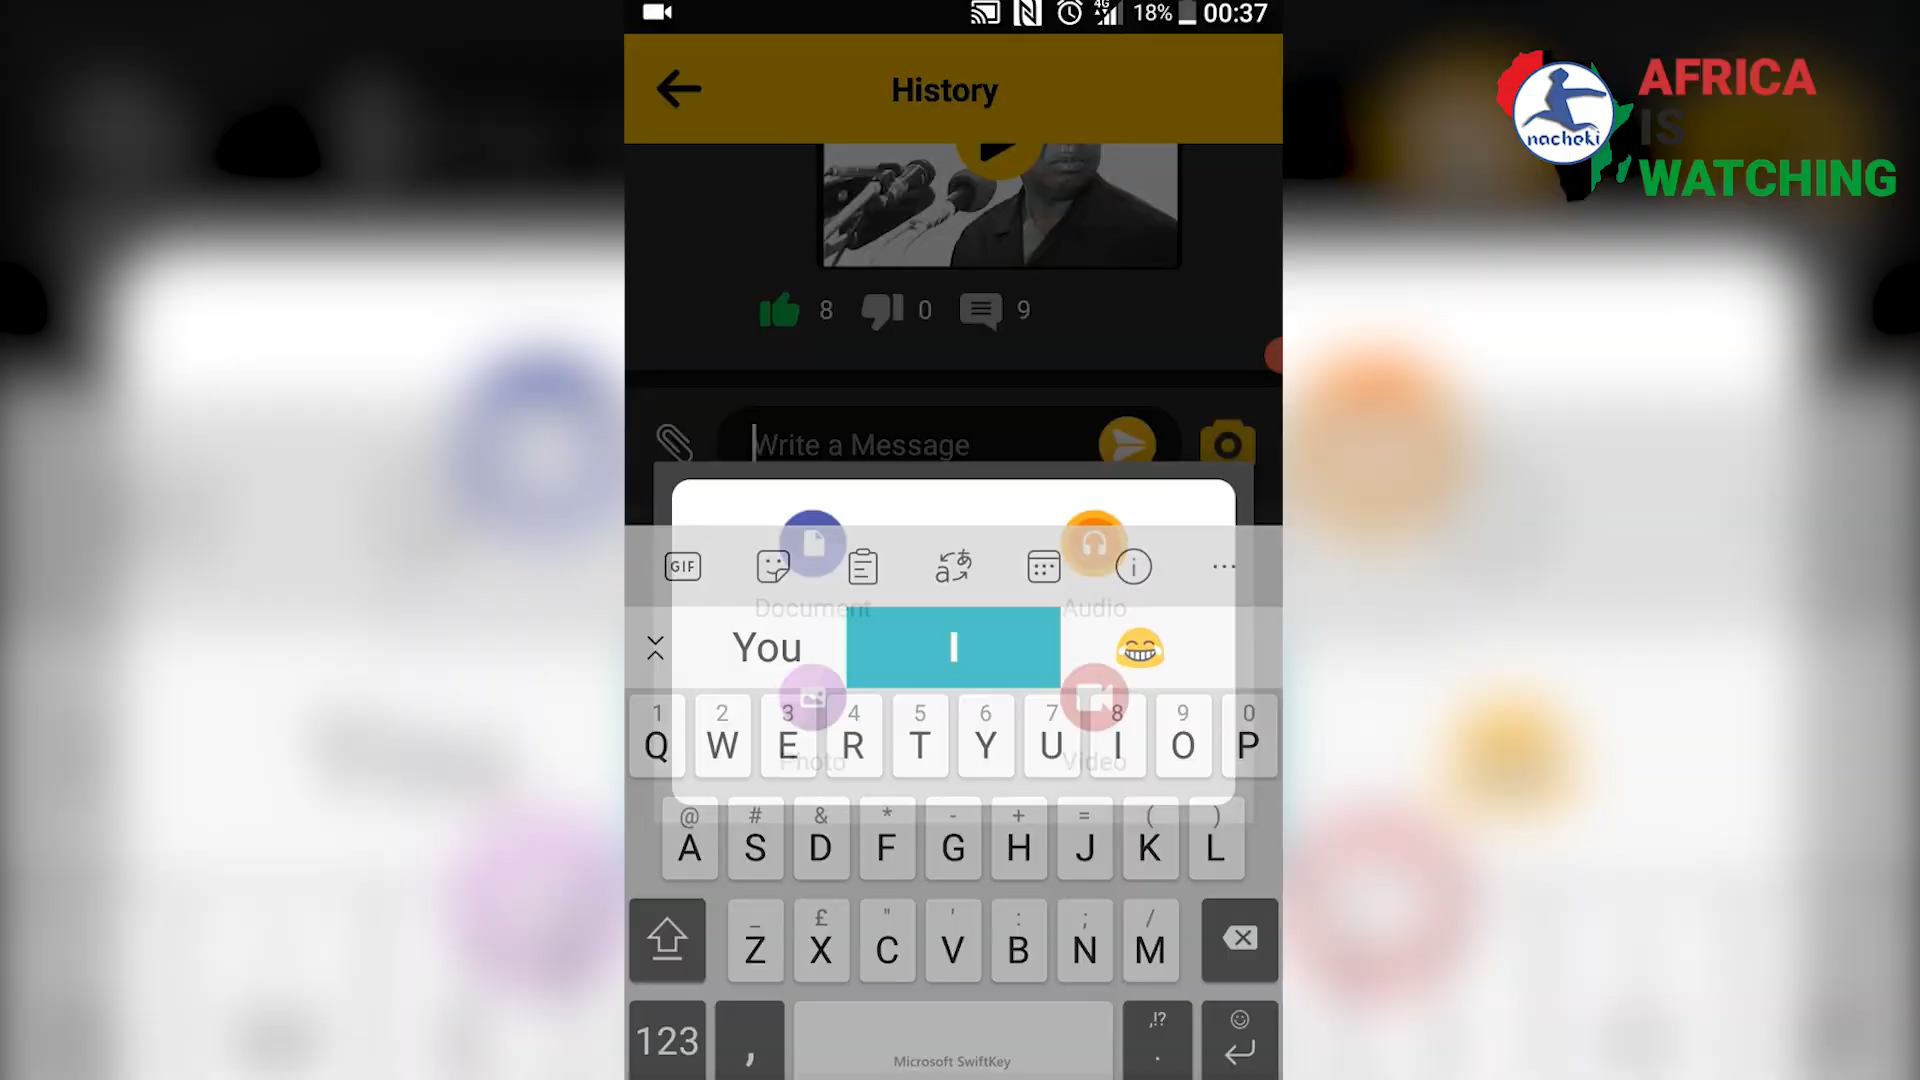 18% 00:37
History
AFRICA
IS
WATCHING
nacheki
8 0 9
Write a Message
GIF
Document Audio
You I
1 2 3 4 5 6 7 8 9 0
Q W E R T Y U I O P
Photo Video
@ # & * - + = ( )
A S D F G H J K L
_ £ " ' : ; /
Z X C V B N M
123 , Microsoft SwiftKey ,!? .